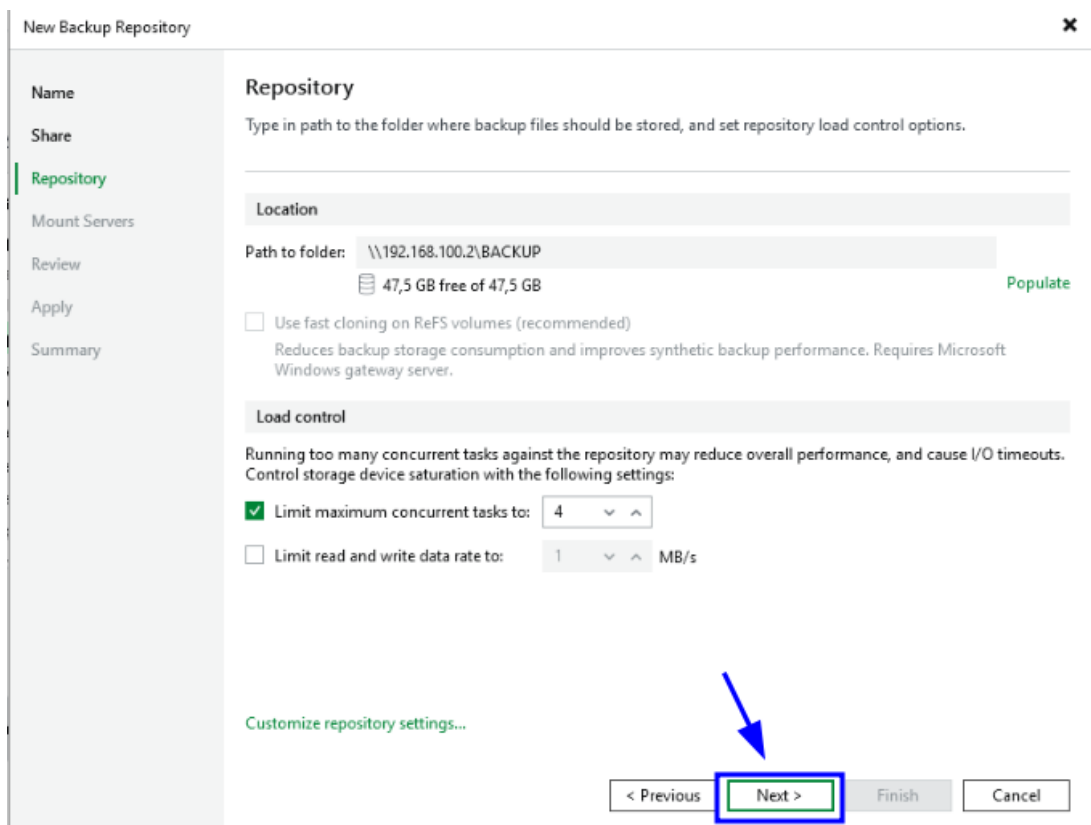 New Backup Repository
Name
Share
Repository
Mount Servers
Review
Apply
Summary
Repository
Type in path to the folder where backup files should be stored, and set repository load control options.
Location
Path to folder: \\192.168.100.2\BACKUP
47,5 GB free of 47,5 GB
Populate
Use fast cloning on ReFS volumes (recommended)
Reduces backup storage consumption and improves synthetic backup performance. Requires Microsoft
Windows gateway server.
Load control
Running too many concurrent tasks against the repository may reduce overall performance, and cause I/O timeouts.
Control storage device saturation with the following settings:
Limit maximum concurrent tasks to: 4
Limit read and write data rate to: 1 MB/s
Customize repository settings...
< Previous Next > Finish Cancel